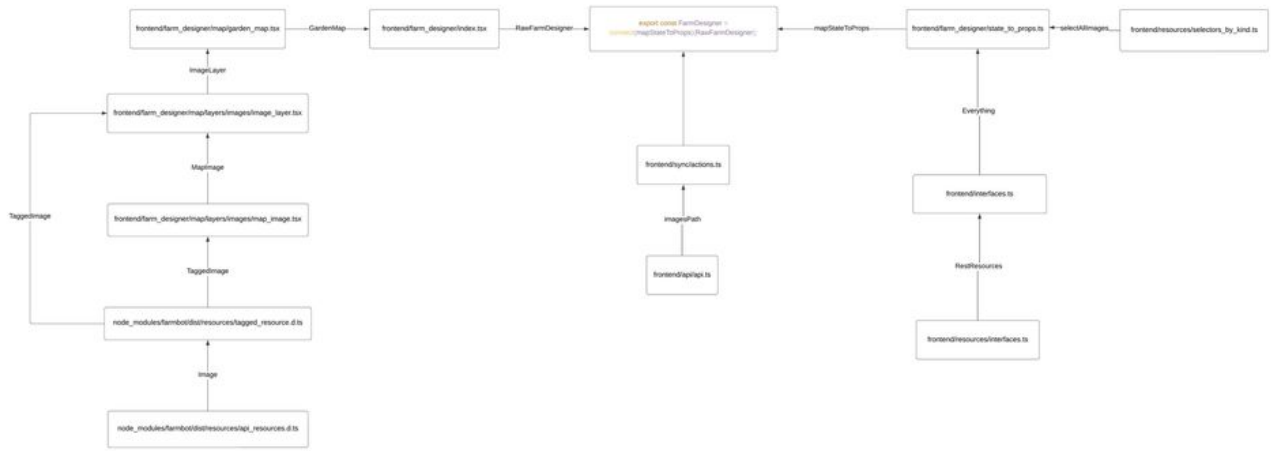 frontend/farm_designer/map/garden_map.tsx
GardenMap
frontend/farm_designer/index.tsx
RawFarmDesigner
export const FarmDesigner =
connect(mapStateToProps)(RawFarmDesigner);
mapStateToProps
frontend/farm_designer/state_to_props.ts
selectAllImages
frontend/resources/selectors_by_kind.ts
ImageLayer
frontend/farm_designer/map/layers/images/image_layer.tsx
Everything
MapImage
frontend/sync/actions.ts
frontend/interfaces.ts
TaggedImage
frontend/farm_designer/map/layers/images/map_image.tsx
imagesPath
TaggedImage
frontend/api/api.ts
RestResources
node_modules/farmbot/dist/resources/tagged_resource.d.ts
frontend/resources/interfaces.ts
Image
node_modules/farmbot/dist/resources/api_resources.d.ts